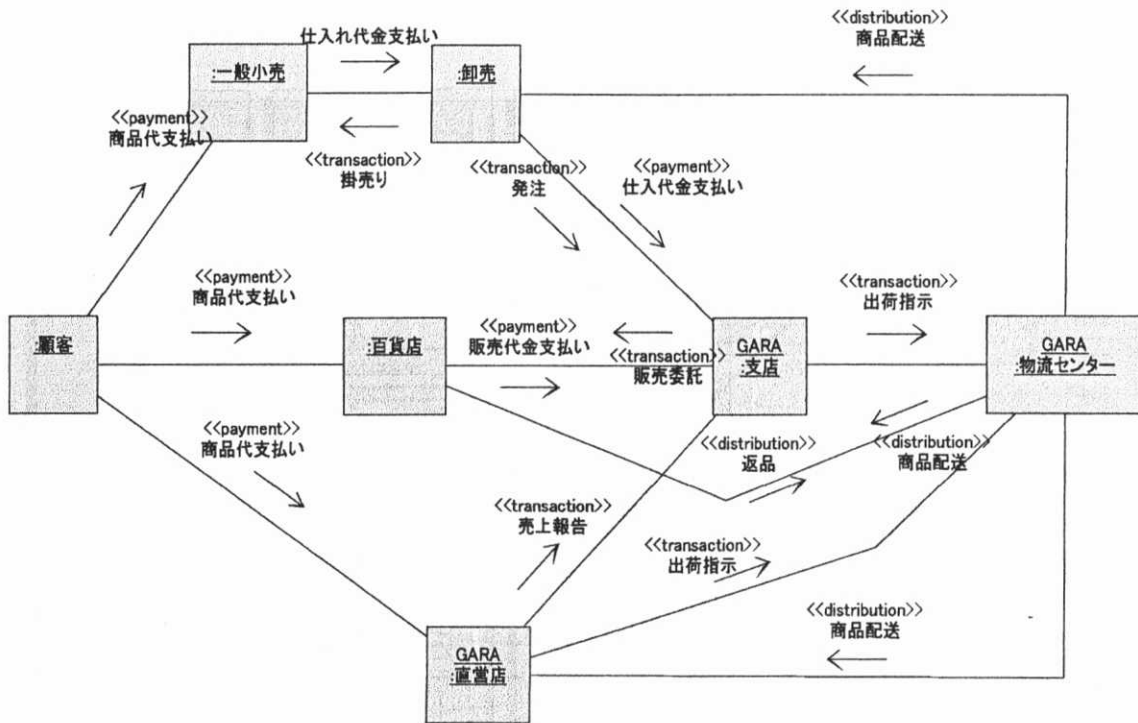 <<distribution>>
商品配送
仕入れ代金支払い
:一般小売
:卸売
<<payment>>
商品代支払い
<<transaction>>
掛売り
<<transaction>>
発注
<<payment>>
仕入代金支払い
<<payment>>
商品代支払い
<<transaction>>
出荷指示
:顧客
:百貨店
<<payment>>
販売代金支払い
<<transaction>>
販売委託
GARA
:支店
GARA
:物流センター
<<payment>>
商品代支払い
<<distribution>>
返品
<<distribution>>
商品配送
<<transaction>>
売上報告
<<transaction>>
出荷指示
<<distribution>>
商品配送
GARA
:直営店